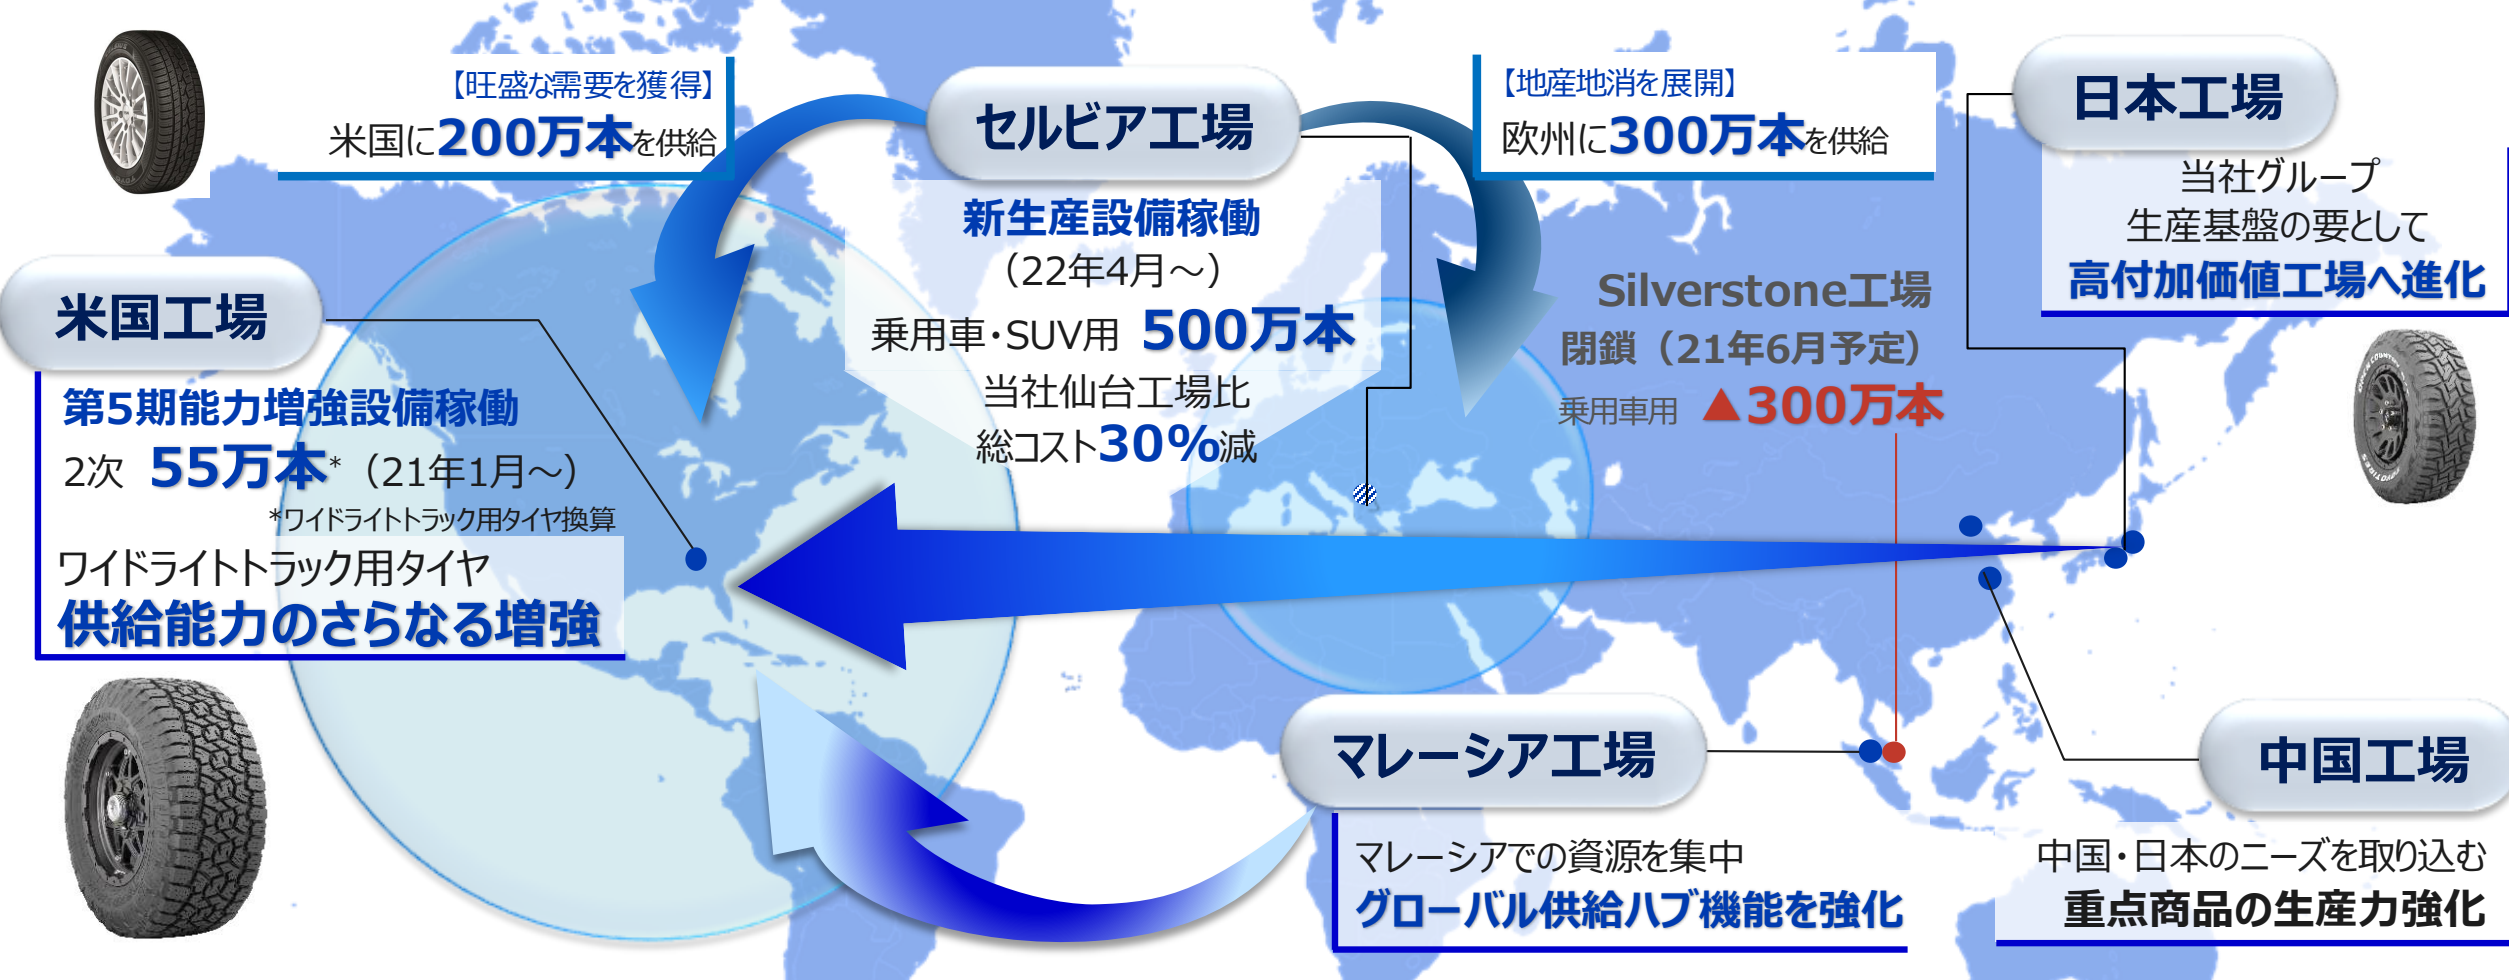 【旺盛な需要を獲得】
米国に200万本を供給
セルビア工場
新生産設備稼働
（22年4月～）
乗用車・SUV用 500万本
当社仙台工場比
総コスト30%減
【地産地消を展開】
欧州に300万本を供給
日本工場
当社グループ
生産基盤の要として
高付加価値工場へ進化
米国工場
第5期能力増強設備稼働
2次 55万本*（21年1月～）
*ワイドライトトラック用タイヤ換算
ワイドライトトラック用タイヤ
供給能力のさらなる増強
Silverstone工場
閉鎖（21年6月予定）
乗用車用 ▲300万本
マレーシア工場
マレーシアでの資源を集中
グローバル供給ハブ機能を強化
中国工場
中国・日本のニーズを取り込む
重点商品の生産力強化